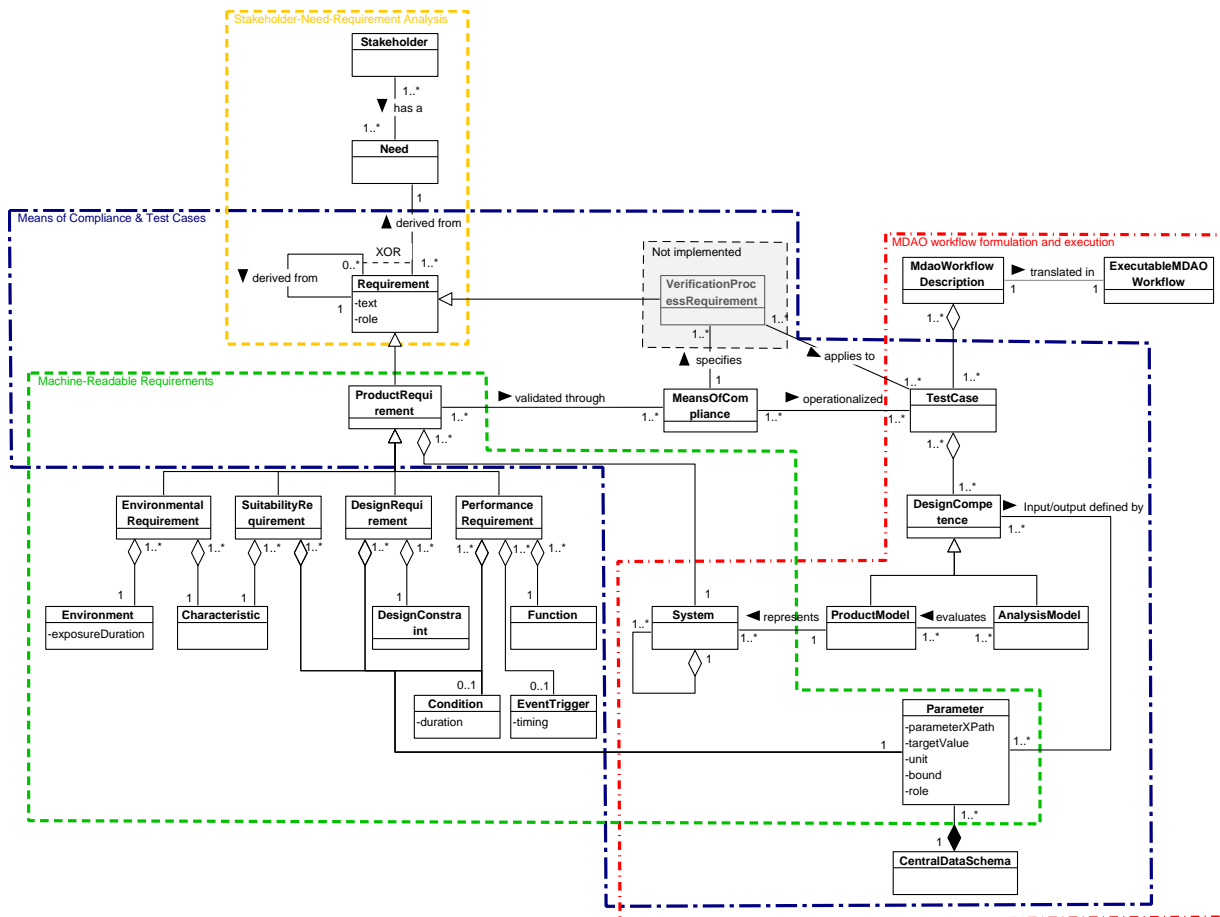 Stakeholder-Need-Requirement Analysis
Stakeholder
1..*
has a
1..*
Need
1
Means of Compliance & Test Cases
derived from
XOR
0..*
1..*
derived from
Requirement
1
-text
-role
Not implemented
VerificationProc
essRequirement
1..*
1..*
MDAO workflow formulation and execution
MdaoWorkflow
Description
translated in
1
1
ExecutableMDAO
Workflow
1..*
applies to
specifies
1
1..*
1..*
Machine-Readable Requirements
ProductRequi
rement
1..*
validated through
1..*
MeansOfCom
pliance
1..*
operationalized
1..*
TestCase
1..*
1..*
1..*
Environmental
Requirement
SuitabilityRe
quirement
DesignRequi
rement
Performance
Requirement
DesignCompe
tence
Input/output defined by
1..*
1..*
1..*
1..*
1..*
1..*
1..*
1..*
1..*
1..*
1
1
1
1
1
1
Environment
-exposureDuration
Characteristic
DesignConstra
int
Function
System
1..*
1
represents
1..*
1
ProductModel
evaluates
1..*
1..*
AnalysisModel
0..1
0..1
Condition
-duration
EventTrigger
-timing
Parameter
-parameterXPath
-targetValue
-unit
-bound
-role
1
1..*
1..*
1
CentralDataSchema